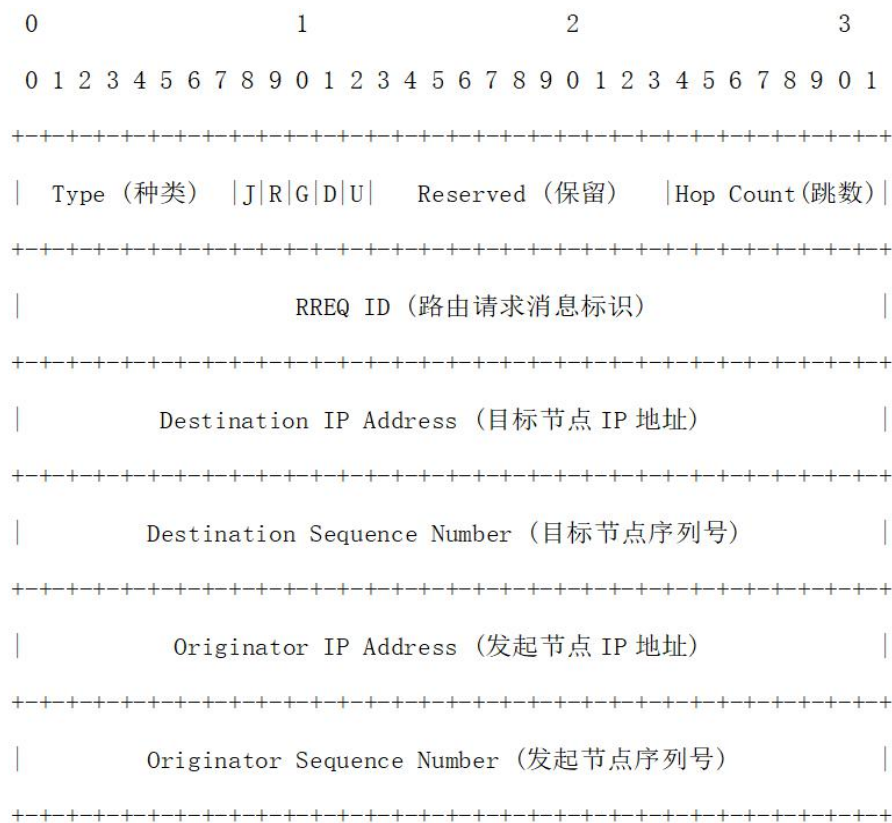 0                   1                   2                   3
0 1 2 3 4 5 6 7 8 9 0 1 2 3 4 5 6 7 8 9 0 1 2 3 4 5 6 7 8 9 0 1
+-+-+-+-+-+-+-+-+-+-+-+-+-+-+-+-+-+-+-+-+-+-+-+-+-+-+-+-+-+-+-+-+
|  Type (种类)  |J|R|G|D|U|   Reserved (保留)   |Hop Count(跳数)|
+-+-+-+-+-+-+-+-+-+-+-+-+-+-+-+-+-+-+-+-+-+-+-+-+-+-+-+-+-+-+-+-+
|                    RREQ ID (路由请求消息标识)                  |
+-+-+-+-+-+-+-+-+-+-+-+-+-+-+-+-+-+-+-+-+-+-+-+-+-+-+-+-+-+-+-+-+
|          Destination IP Address (目标节点 IP 地址)             |
+-+-+-+-+-+-+-+-+-+-+-+-+-+-+-+-+-+-+-+-+-+-+-+-+-+-+-+-+-+-+-+-+
|         Destination Sequence Number (目标节点序列号)           |
+-+-+-+-+-+-+-+-+-+-+-+-+-+-+-+-+-+-+-+-+-+-+-+-+-+-+-+-+-+-+-+-+
|           Originator IP Address (发起节点 IP 地址)             |
+-+-+-+-+-+-+-+-+-+-+-+-+-+-+-+-+-+-+-+-+-+-+-+-+-+-+-+-+-+-+-+-+
|         Originator Sequence Number (发起节点序列号)            |
+-+-+-+-+-+-+-+-+-+-+-+-+-+-+-+-+-+-+-+-+-+-+-+-+-+-+-+-+-+-+-+-+